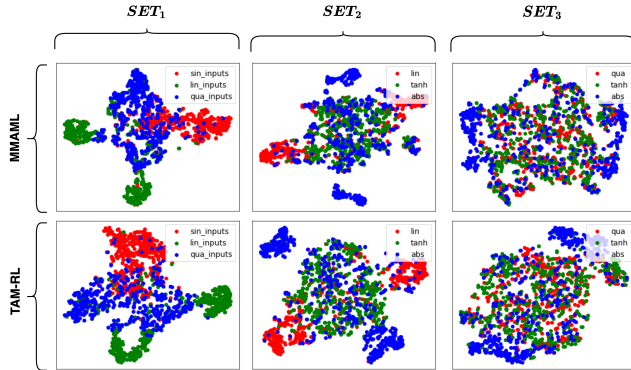 SET1 SET2 SET3
MMAML
sin_inputs
lin_inputs
qua_inputs
lin
tanh
abs
qua
tanh
abs
TAM-RL
sin_inputs
lin_inputs
qua_inputs
lin
tanh
abs
qua
tanh
abs